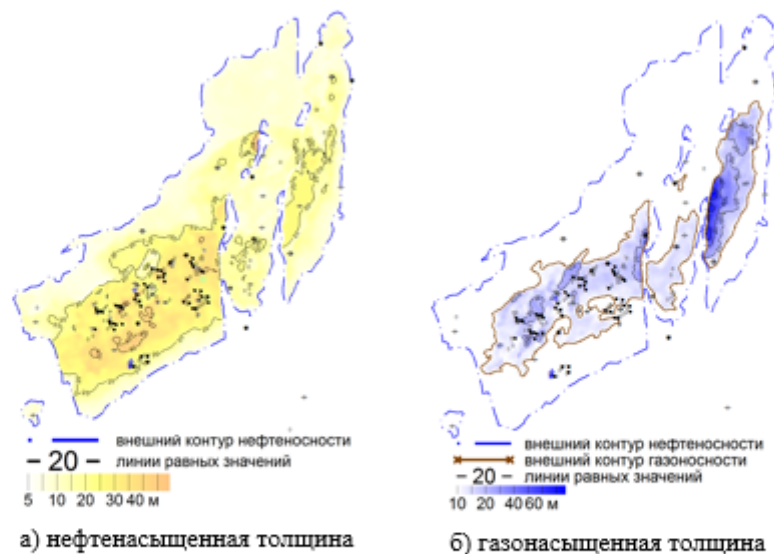 внешний контур нефтеносности
– 20 – линии равных значений
5 10 20 30 40 м
а) нефтенасыщенная толщина
внешний контур нефтеносности
внешний контур газоносности
– 20 – линии равных значений
10 20 40 60 м
б) газонасыщенная толщина